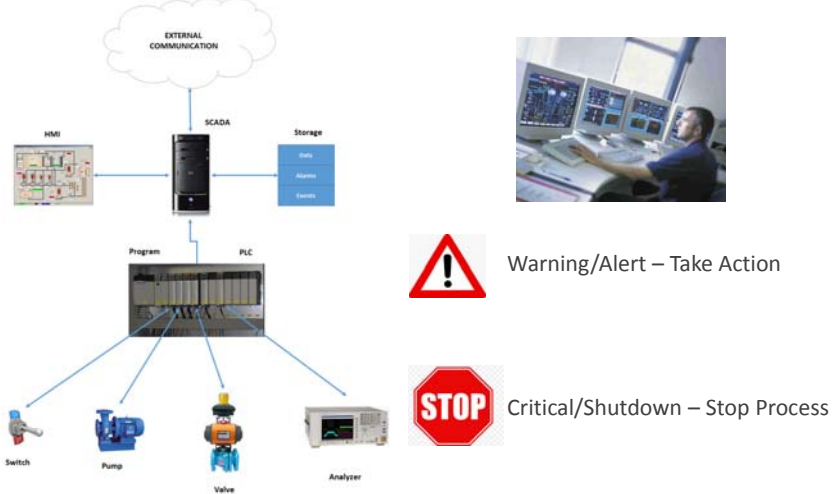 EXTERNAL
COMMUNICATION
SCADA
HMI
Storage
Data
Alarms
Events
Program
PLC
Warning/Alert – Take Action
STOP
Critical/Shutdown – Stop Process
Switch
Pump
Valve
Analyzer